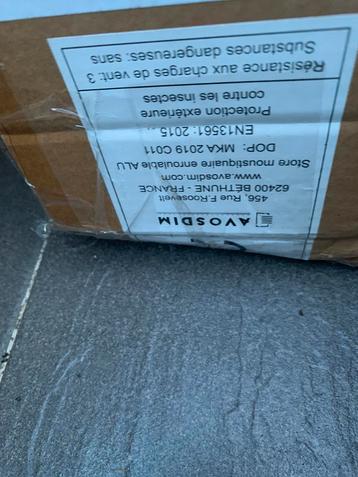 AVOSDIM
456, Rue F.Roosevelt
62400 BETHUNE - FRANCE
www.avosdim.com
Store moustiquaire enroulable ALU
DOP: MKA 2019 C011
EN13561: 2015
Protection extérieure
contre les insectes
Résistance aux charges de vent: 3
Substances dangereuses: sans